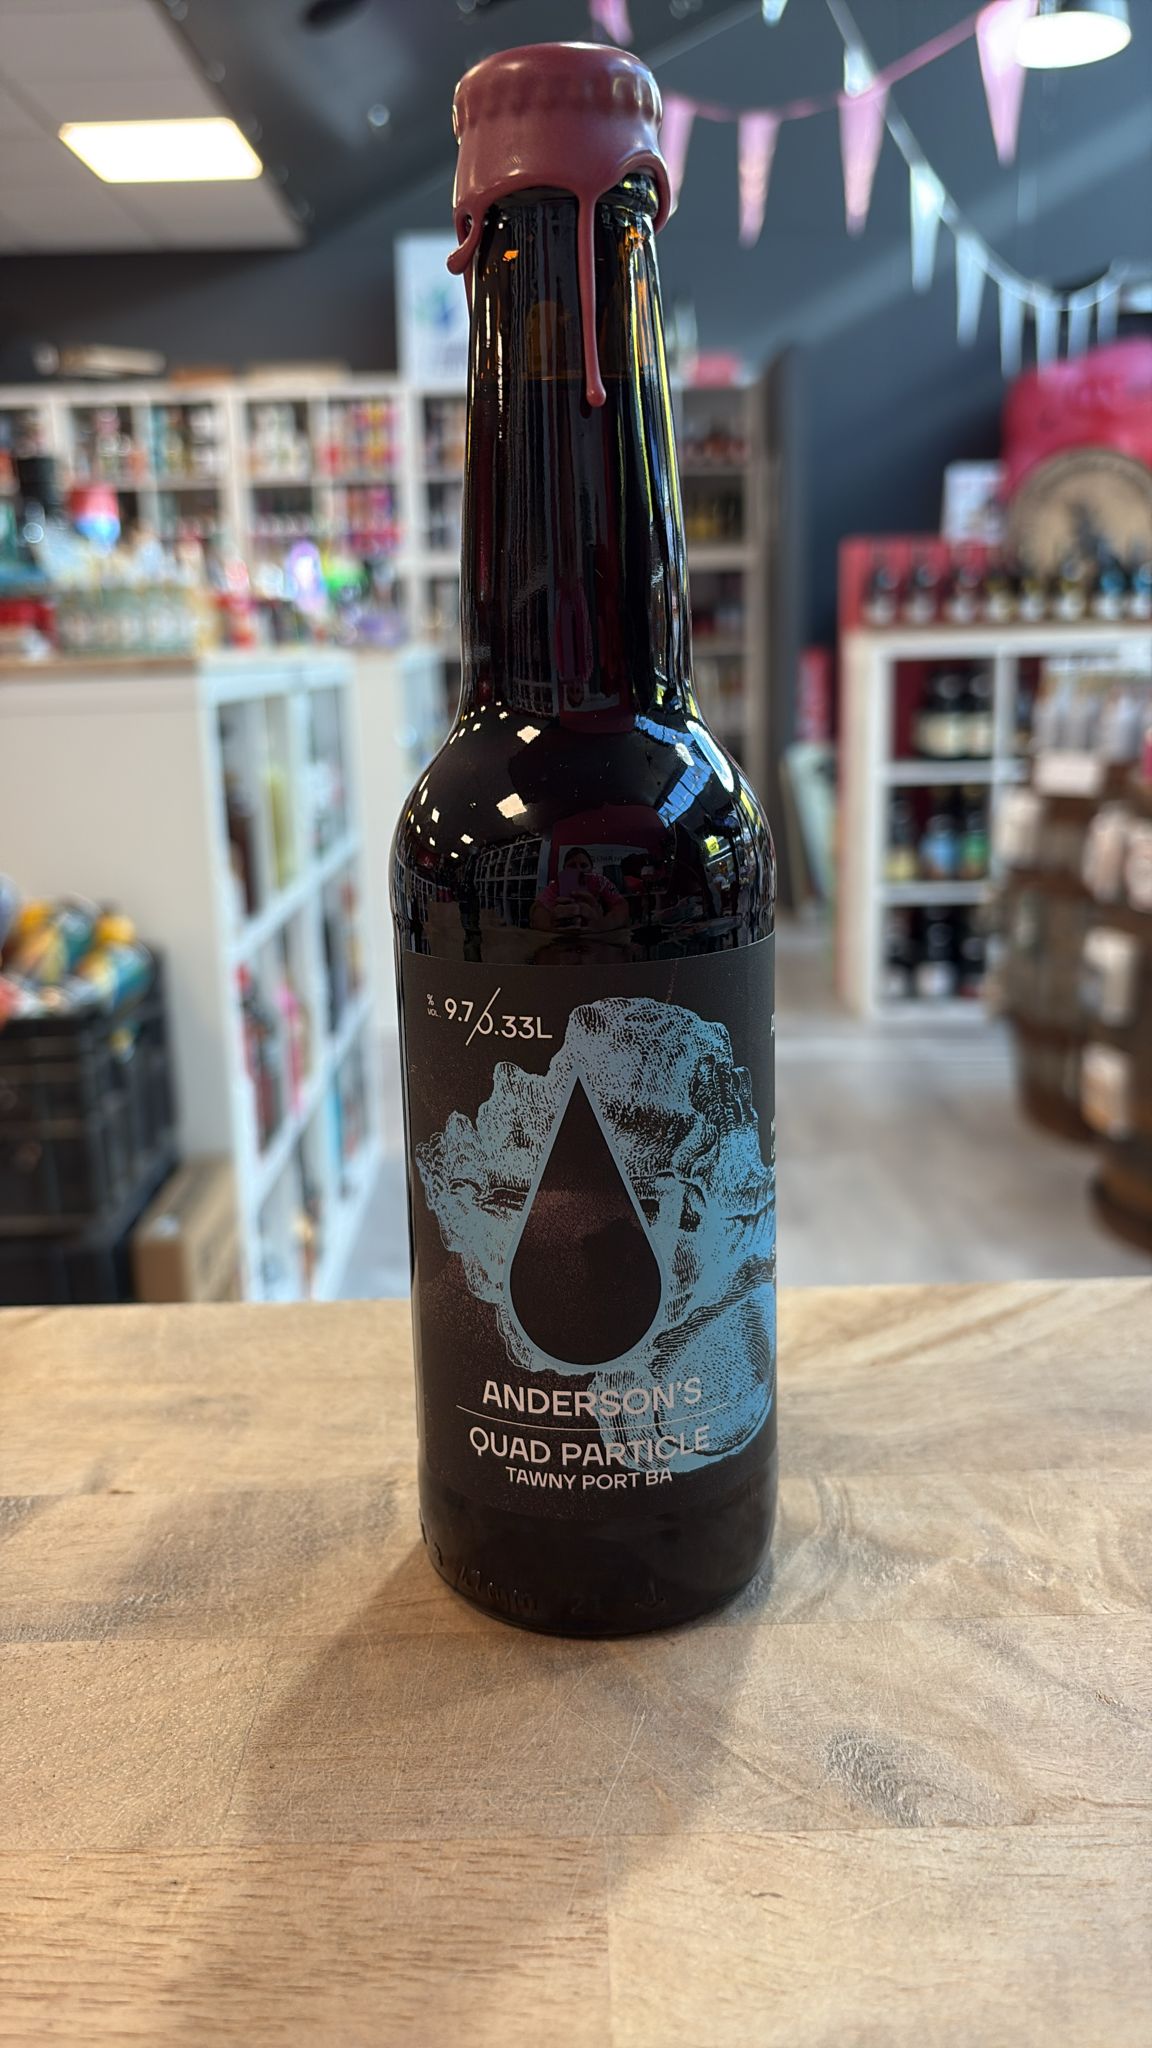 % VOL. 9.7/0.33L
ANDERSON'S
QUAD PARTICLE
TAWNY PORT BA